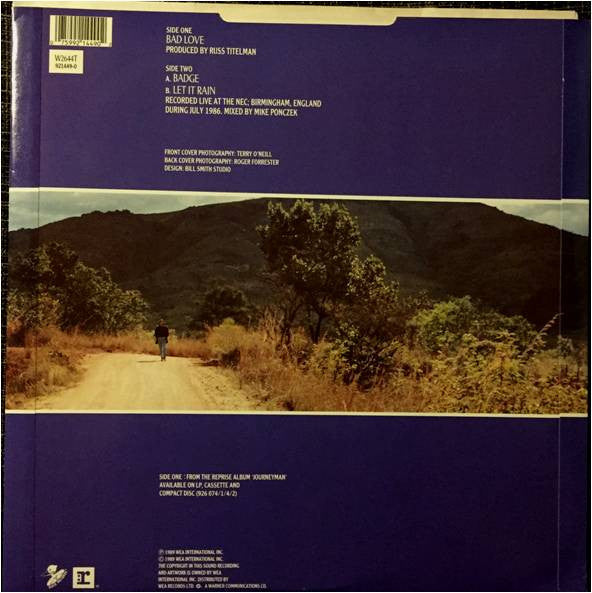 0 75992 14490 2
W2644T
921449-0
SIDE ONE
BAD LOVE
PRODUCED BY RUSS TITELMAN
SIDE TWO
A. BADGE
B. LET IT RAIN
RECORDED LIVE AT THE NEC: BIRMINGHAM, ENGLAND
DURING JULY 1986. MIXED BY MIKE PONCZEK
FRONT COVER PHOTOGRAPHY: TERRY O'NEILL
BACK COVER PHOTOGRAPHY: ROGER FORRESTER
DESIGN: BILL SMITH STUDIO
SIDE ONE : FROM THE REPRISE ALBUM 'JOURNEYMAN'
AVAILABLE ON LP, CASSETTE AND
COMPACT DISC (926 074/1/4/2)
℗ 1989 WEA INTERNATIONAL INC.
© 1989 WEA INTERNATIONAL INC.
THE COPYRIGHT IN THIS SOUND RECORDING
AND ARTWORK IS OWNED BY WEA
INTERNATIONAL INC. DISTRIBUTED BY
WEA RECORDS LTD. A WARNER COMMUNICATIONS CO.
r